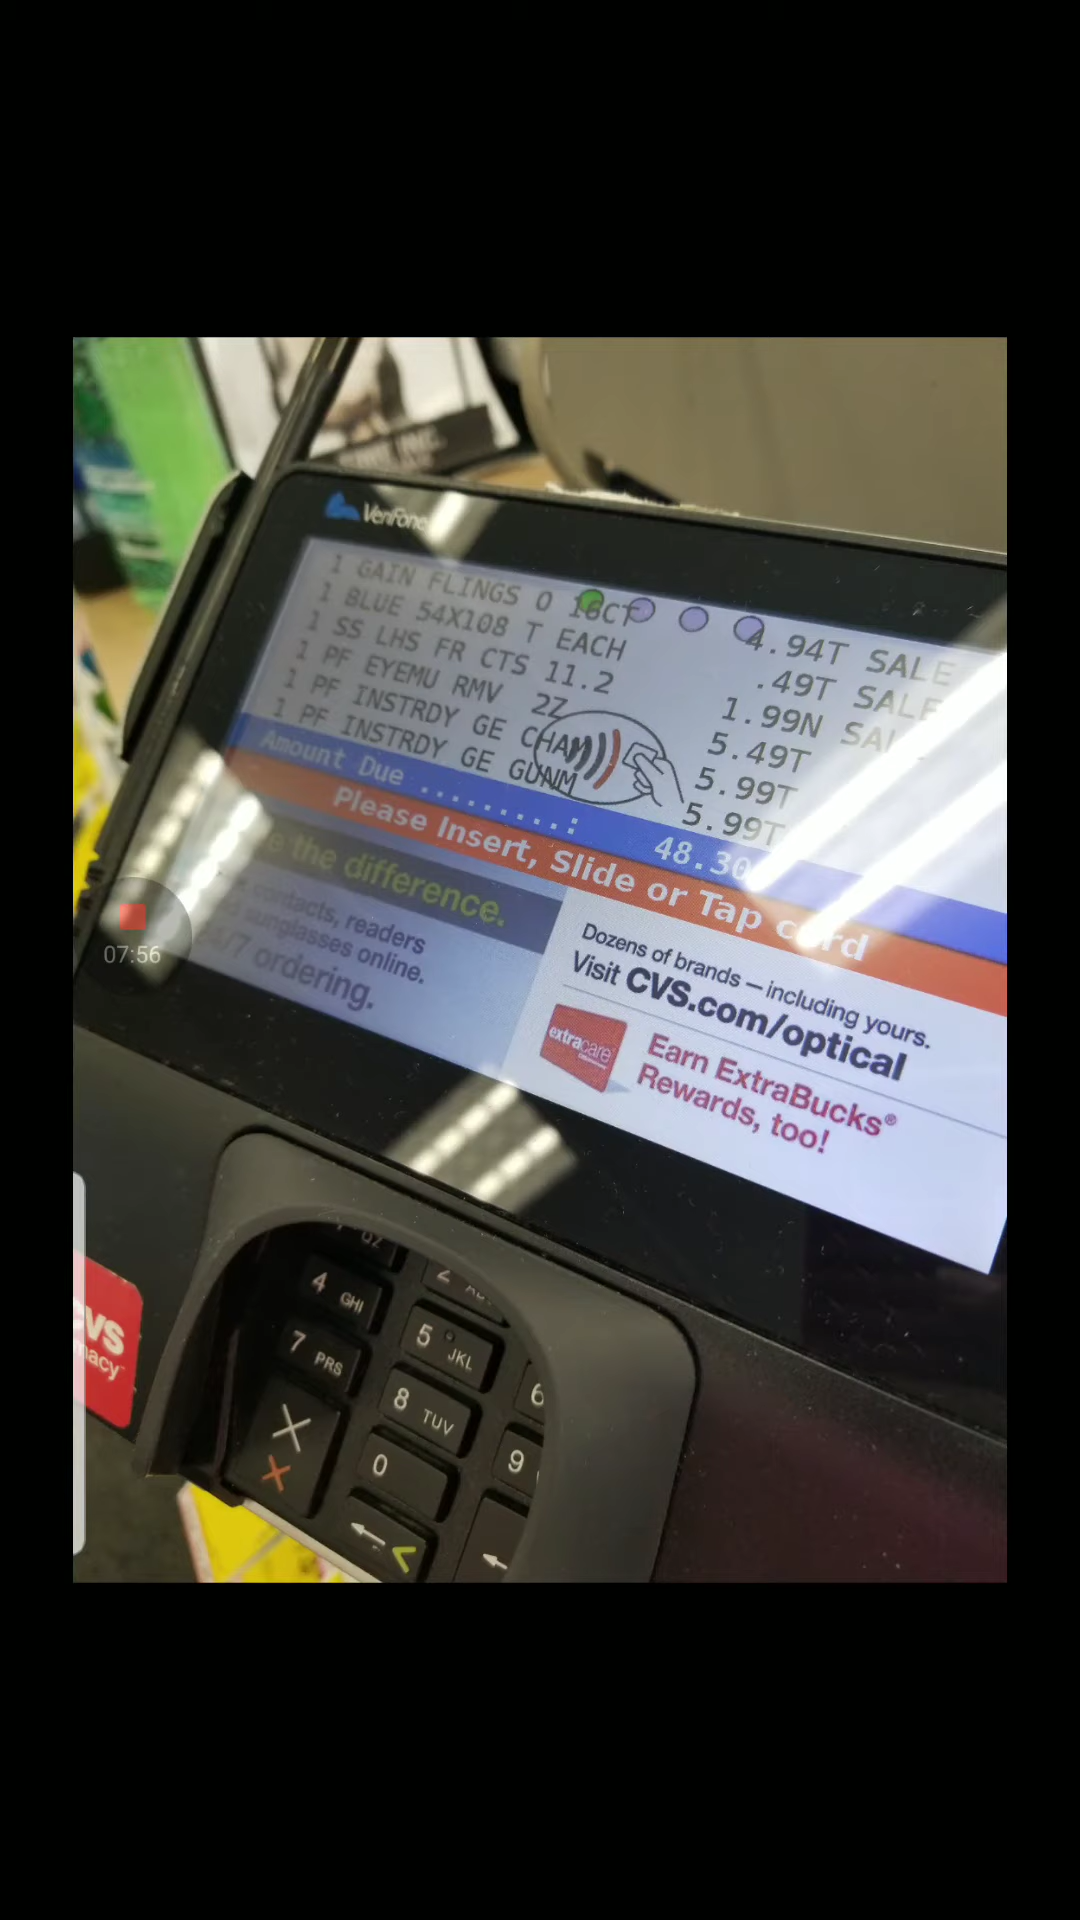 VeriFone
1 GAIN FLINGS O 16CT 4.94T SALE
1 BLUE 54X108 T EACH .49T SALE
1 SS LHS FR CTS 11.2 1.99N
1 PF EYEMU RMV 2Z 5.49T
1 PF INSTRDY GE CHAM 5.99T
1 PF INSTRDY GE GUNM 5.99T
Amount Due ..........: 48.30
Please Insert, Slide or Tap card
the difference.
contacts, readers
sunglasses online.
ordering.
Dozens of brands – including yours.
Visit CVS.com/optical
extracare
Earn ExtraBucks®
Rewards, too!
07:56
4 GHI
5 JKL
6
7 PRS
8 TUV
9
0